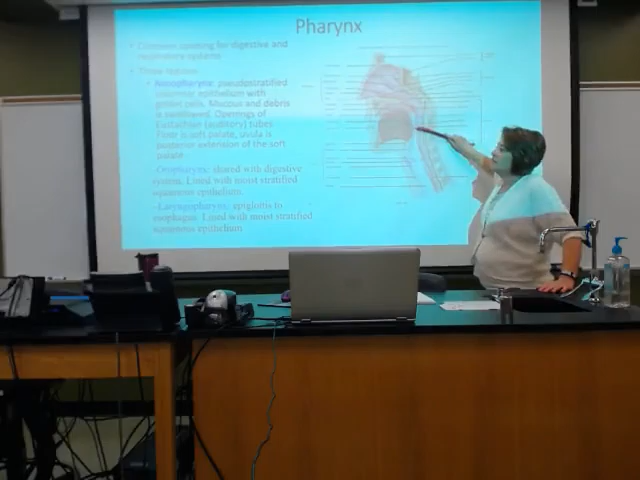 Pharynx
• Common opening for digestive and
respiratory systems
• Three regions
• Nasopharynx: pseudostratified
columnar epithelium with
goblet cells. Mucous and debris
is swallowed. Openings of
Eustachian (auditory) tubes
Floor is soft palate, uvula is
posterior extension of the soft
palate
-Oropharynx: shared with digestive
system. Lined with moist stratified
squamous epithelium
-Laryngopharynx: epiglottis to
esophagus. Lined with moist stratified
squamous epithelium